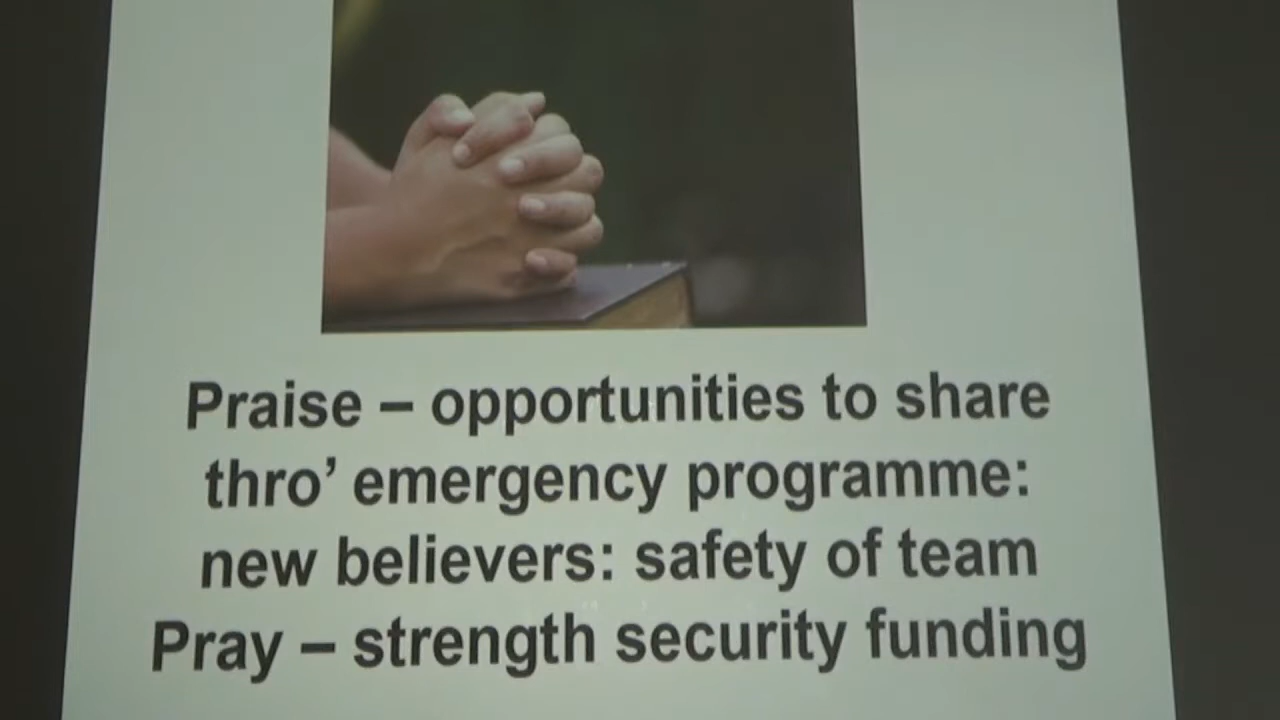 Praise – opportunities to share
thro’ emergency programme:
new believers: safety of team
Pray – strength security funding